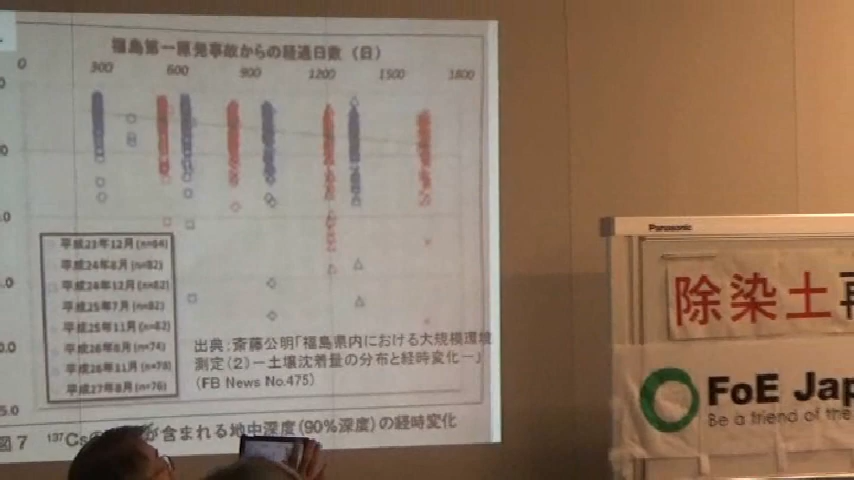 福島第一原発事故からの経過日数（日）
0 300 600 900 1200 1500 1800
.0
.0
0.0
5.0
平成23年12月 (n=84)
平成24年8月 (n=82)
平成24年12月 (n=82)
平成25年7月 (n=82)
平成25年11月 (n=82)
平成26年8月 (n=74)
平成26年11月 (n=78)
平成27年8月 (n=76)
出典：斎藤公明「福島県内における大規模環境
測定（2）－土壌沈着量の分布と経時変化－」
（FB News No.475）
図7 137Cs が含まれる地中深度（90%深度）の経時変化
Panasonic
除染土再
FoE Jap
Be a friend of the